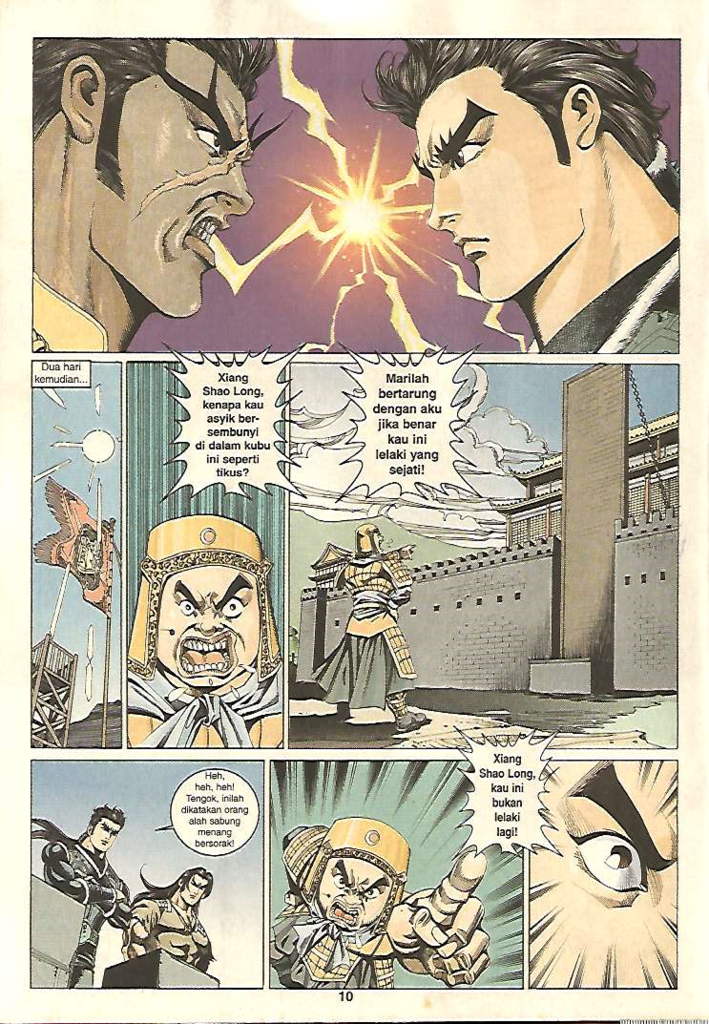 Dua hari
kemudian...
Xiang
Shao Long,
kenapa kau
asyik ber-
sembunyi
di dalam kubu
ini seperti
tikus?
Marilah
bertarung
dengan aku
jika benar
kau ini
lelaki yang
sejati!
Heh,
heh, heh!
Tengok, inilah
dikatakan orang
alah sabung
menang
bersorak!
Xiang
Shao Long,
kau ini
bukan
lelaki
lagi!
10